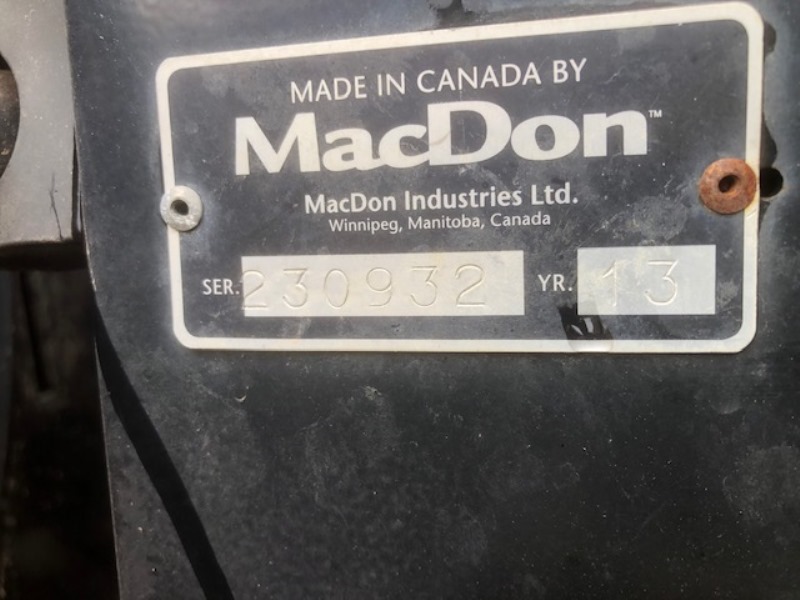 MADE IN CANADA BY
MacDon™
MacDon Industries Ltd.
Winnipeg, Manitoba, Canada
SER. 230932 YR. 13